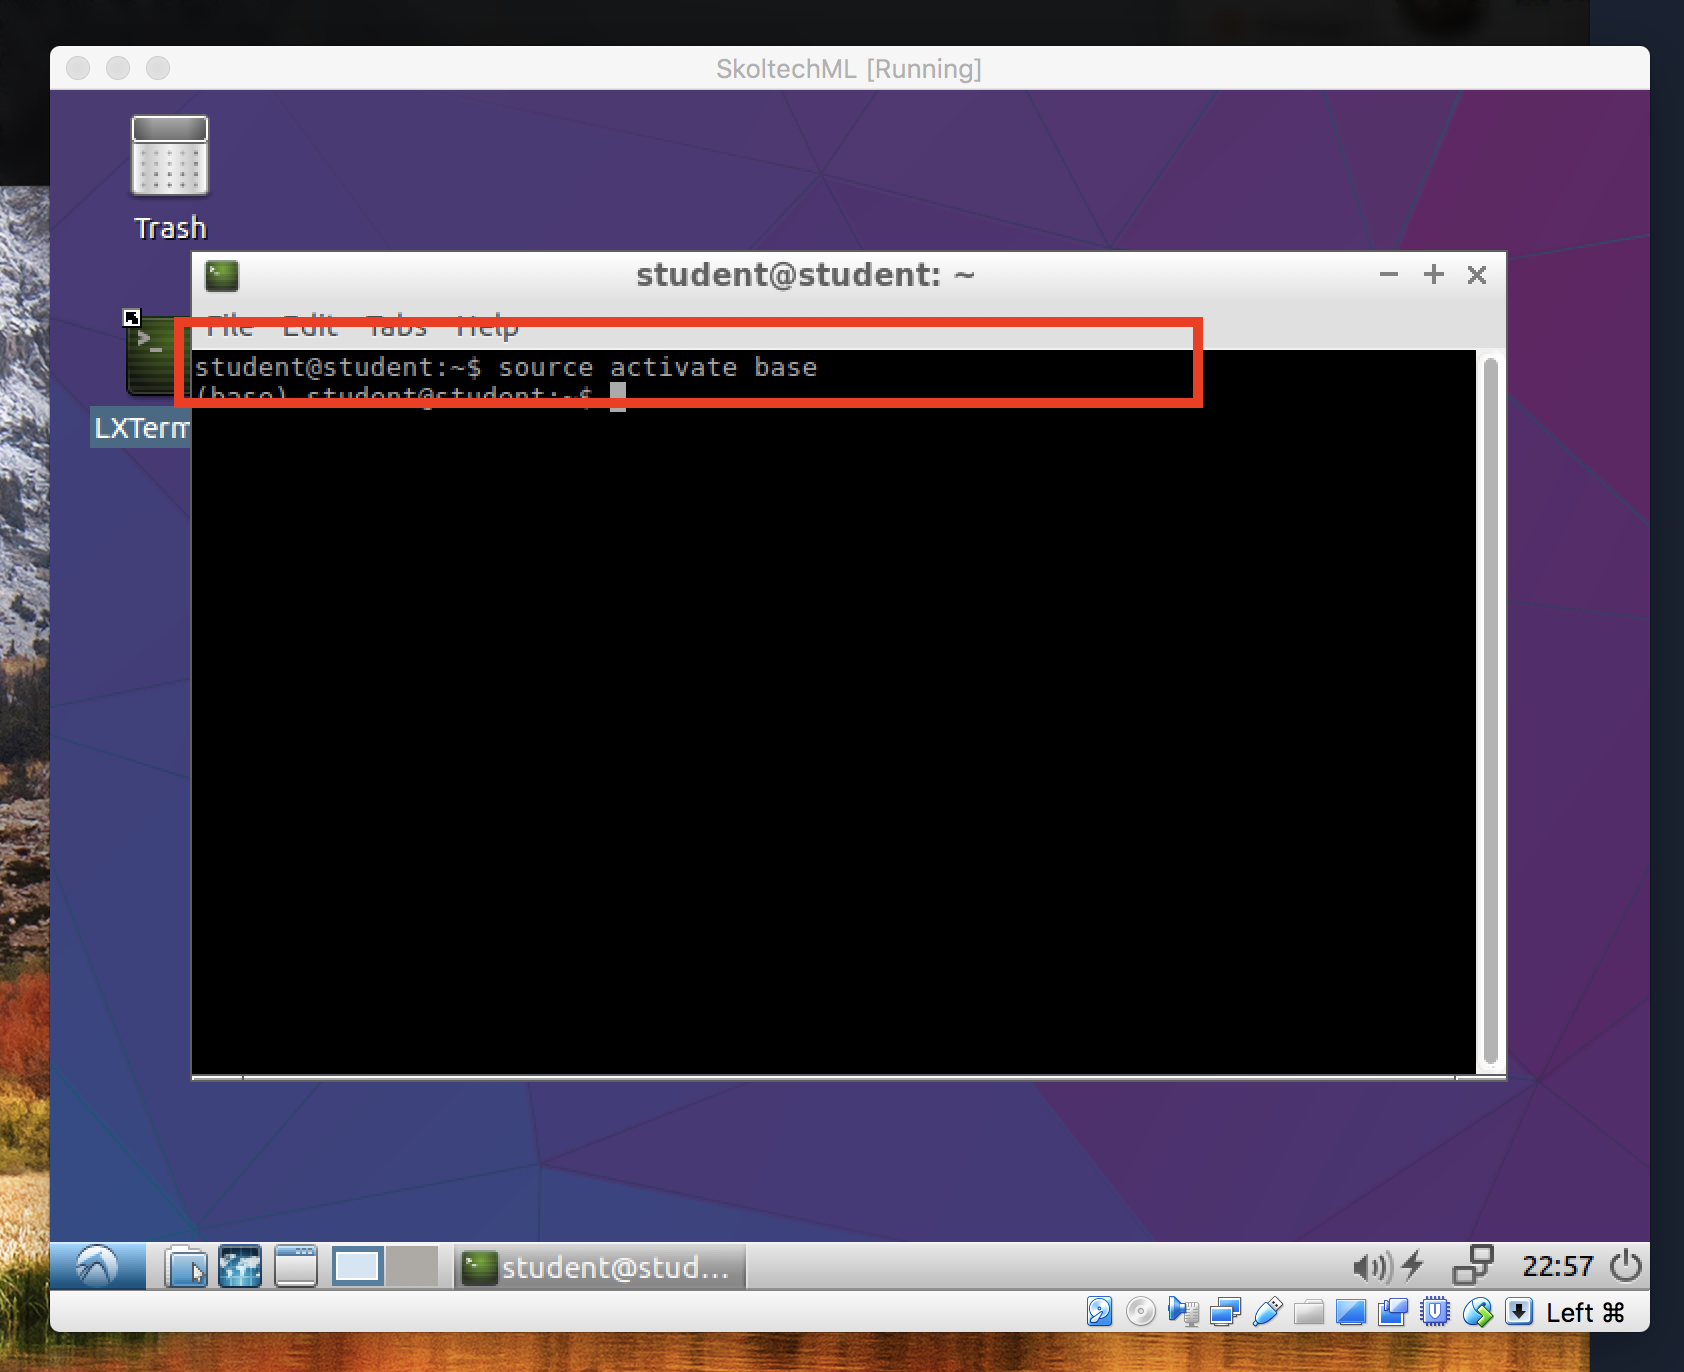 SkoltechML [Running]
Trash
student@student: ~
File Edit Tabs Help
student@student:~$ source activate base
(base) student@student:~$
LXTerm
student@stud...
22:57
Left ⌘